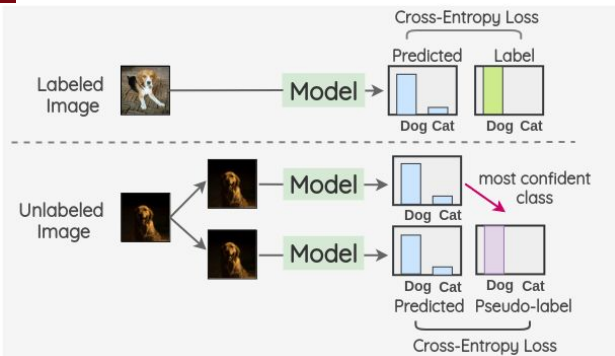 Cross-Entropy Loss
Predicted Label
Labeled
Image
Model
Dog Cat Dog Cat
Unlabeled
Image
Model
most confident
class
Dog Cat
Model
Dog Cat Dog Cat
Predicted Pseudo-label
Cross-Entropy Loss